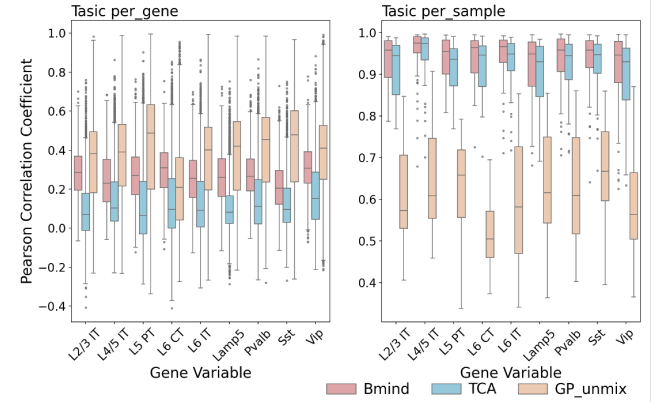 Tasic per_gene
Tasic per_sample
Pearson Correlation Coefficient
1.0
0.8
0.6
0.4
0.2
0.0
−0.2
−0.4
L2/3 IT
L4/5 IT
L5 PT
L6 CT
L6 IT
Lamp5
Pvalb
Sst
Vip
Gene Variable
1.0
0.9
0.8
0.7
0.6
0.5
0.4
L2/3 IT
L4/5 IT
L5 PT
L6 CT
L6 IT
Lamp5
Pvalb
Sst
Vip
Gene Variable
Bmind TCA GP_unmix